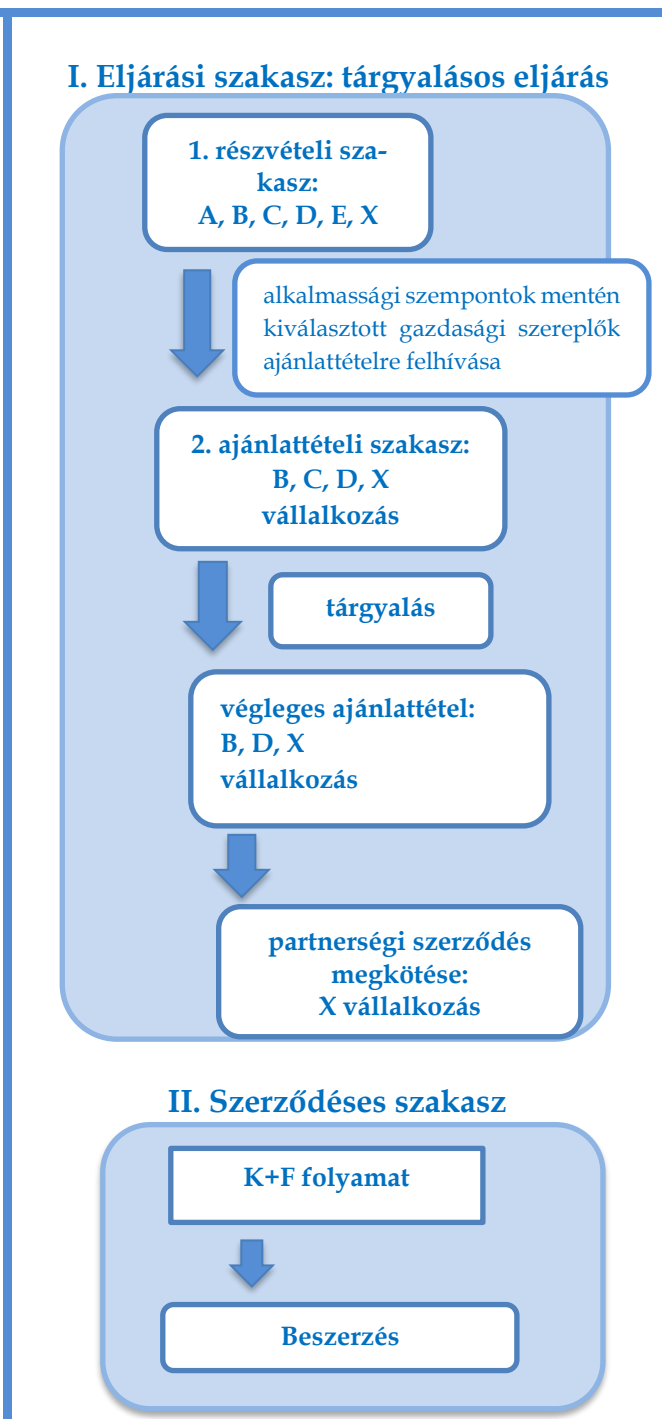 I. Eljárási szakasz: tárgyalásos eljárás
1. részvételi sza-
kasz:
A, B, C, D, E, X
alkalmassági szempontok mentén
kiválasztott gazdasági szereplők
ajánlattételre felhívása
2. ajánlattételi szakasz:
B, C, D, X
vállalkozás
tárgyalás
végleges ajánlattétel:
B, D, X
vállalkozás
partnerségi szerződés
megkötése:
X vállalkozás
II. Szerződéses szakasz
K+F folyamat
Beszerzés